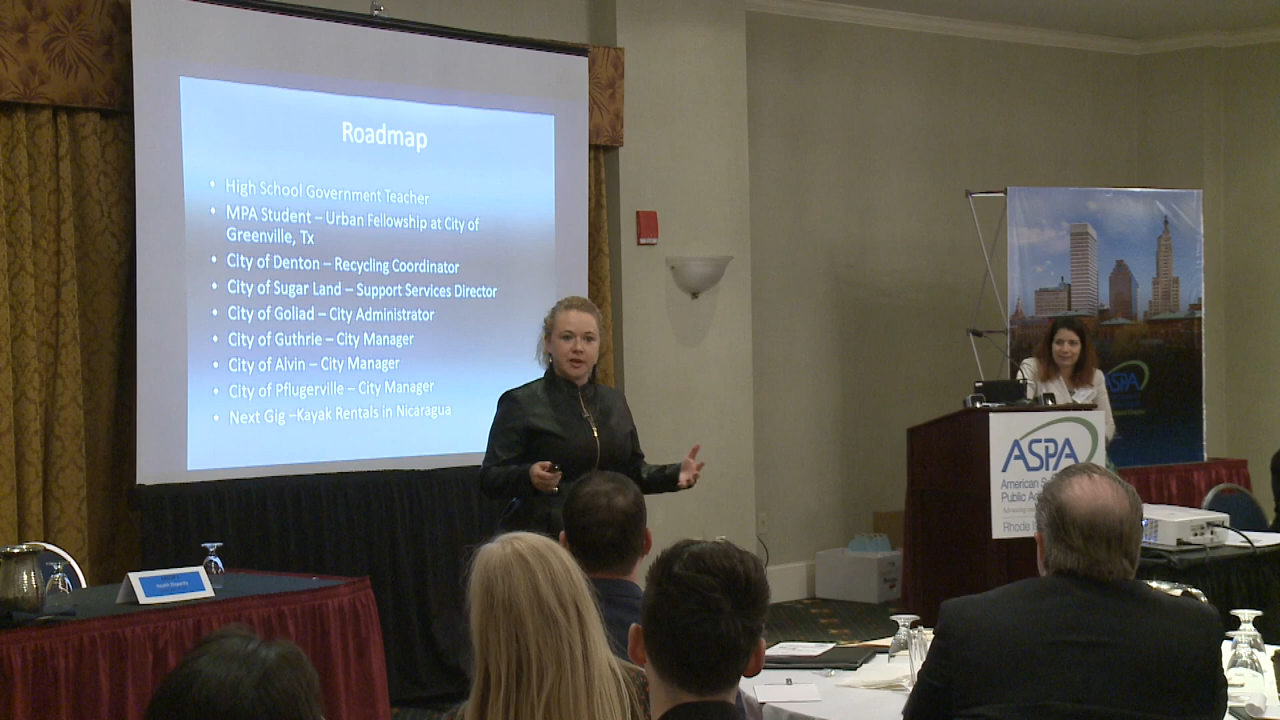 Roadmap
• High School Government Teacher
• MPA Student – Urban Fellowship at City of
Greenville, Tx
• City of Denton – Recycling Coordinator
• City of Sugar Land – Support Services Director
• City of Goliad – City Administrator
• City of Guthrie – City Manager
• City of Alvin – City Manager
• City of Pflugerville – City Manager
• Next Gig –Kayak Rentals in Nicaragua
ASPA
ASPA
American
Public
Rhode